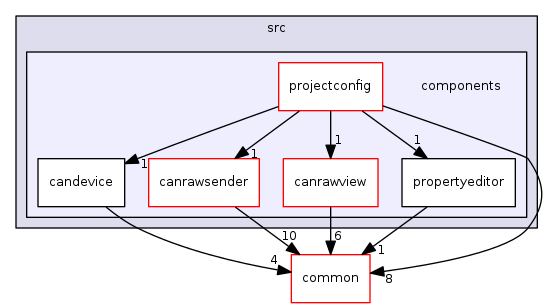 src
projectconfig
components
1
1
1
1
candevice
canrawsender
canrawview
propertyeditor
4
10
6
1
8
common